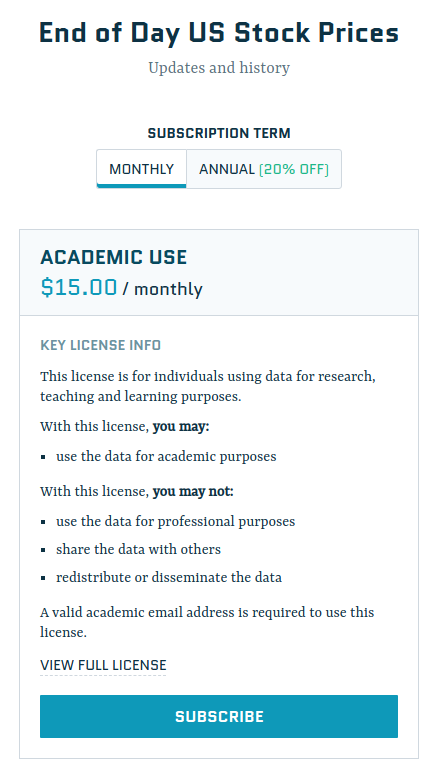 End of Day US Stock Prices
Updates and history
SUBSCRIPTION TERM
MONTHLY
ANNUAL (20% OFF)
ACADEMIC USE
$15.00 / monthly
KEY LICENSE INFO
This license is for individuals using data for research,
teaching and learning purposes.
With this license, you may:
▪ use the data for academic purposes
With this license, you may not:
▪ use the data for professional purposes
▪ share the data with others
▪ redistribute or disseminate the data
A valid academic email address is required to use this
license.
VIEW FULL LICENSE
SUBSCRIBE